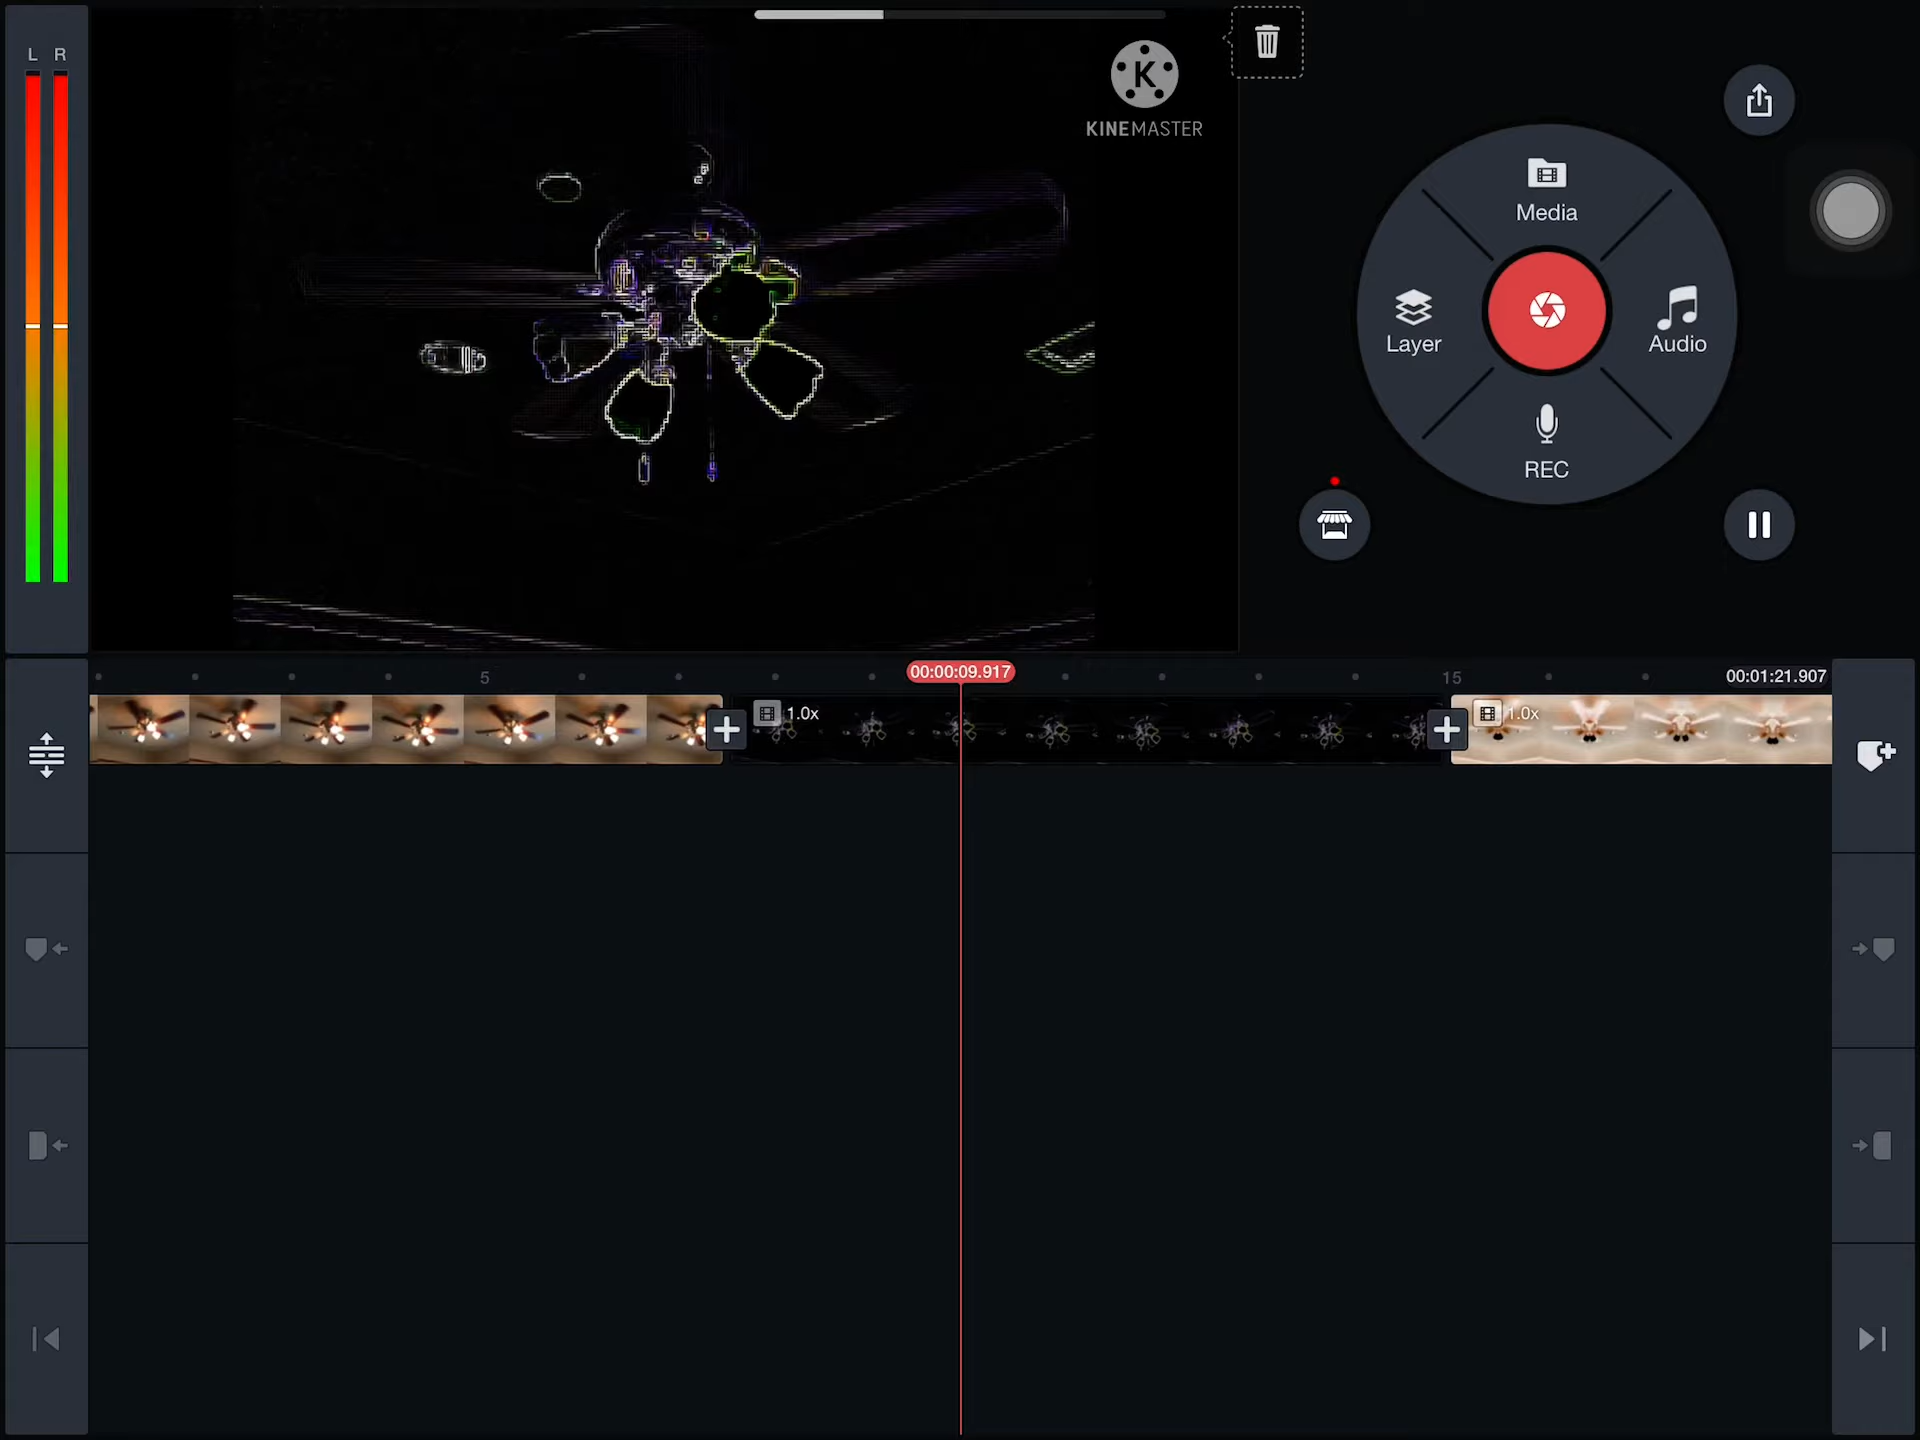 L R
K
KINEMASTER
Media
Layer
Audio
REC
5
00:00:09.917
15
00:01:21.907
1.0x
1.0x